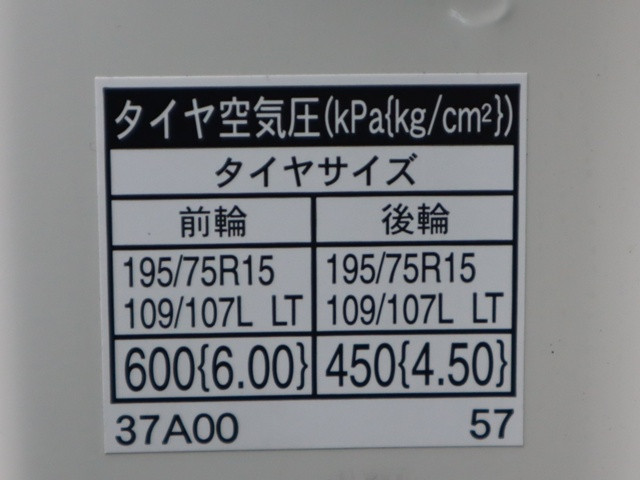 タイヤ空気圧(kPa{kg/cm²})
タイヤサイズ
前輪 後輪
195/75R15 195/75R15
109/107L LT 109/107L LT
600{6.00} 450{4.50}
37A00 57